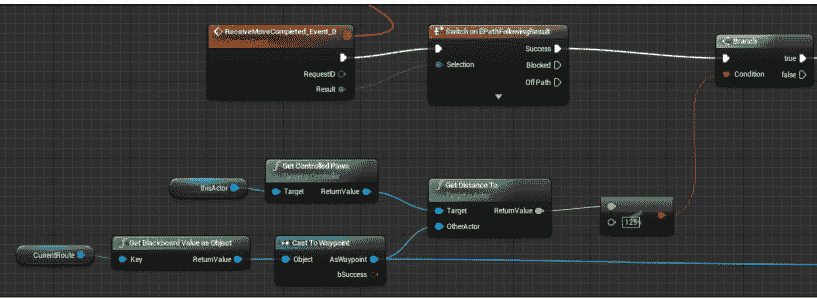 ReceiveMoveCompleted_Event_0
RequestID
Result
Switch on EPathFollowingResult
Selection
Success
Blocked
Off Path
Branch
Condition
true
false
thisActor
Get Controlled Pawn
Target
ReturnValue
Get Distance To
Target
OtherActor
ReturnValue
125
CurrentRoute
Get Blackboard Value as Object
Key
ReturnValue
Cast To Waypoint
Object
AsWaypoint
bSuccess